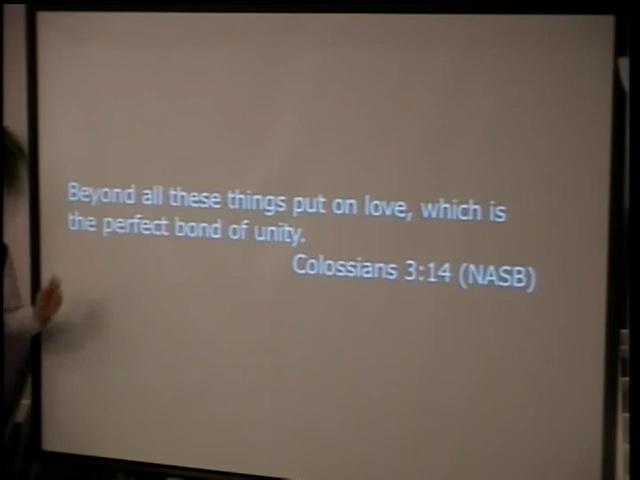 Beyond all these things put on love, which is
the perfect bond of unity.
Colossians 3:14 (NASB)